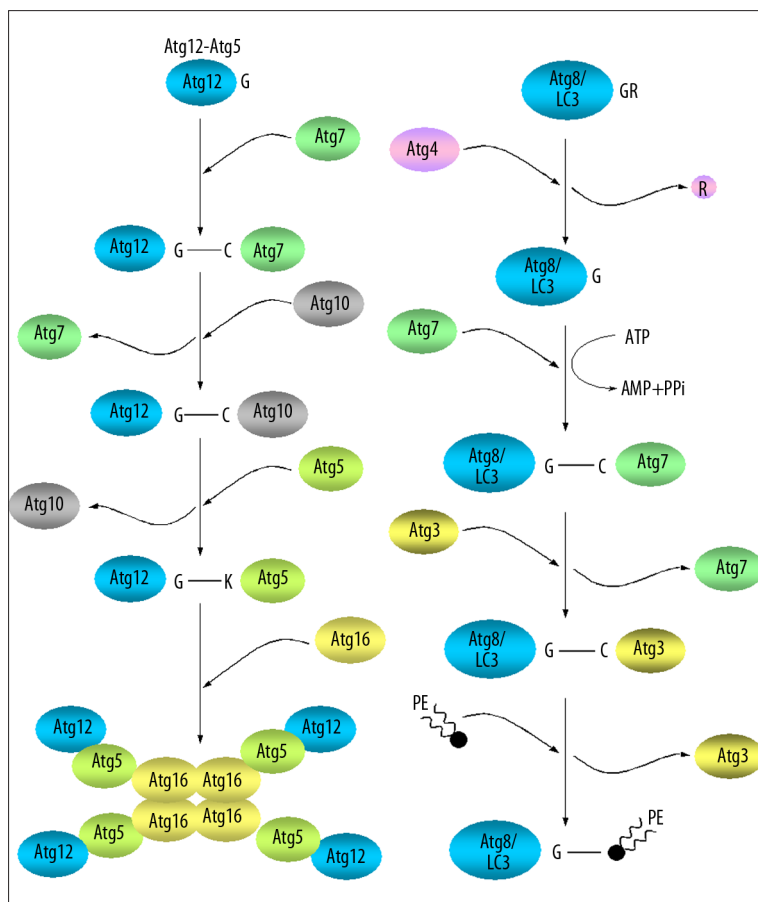 Atg12-Atg5
Atg12 G
Atg7
Atg12 G C Atg7
Atg10
Atg7
Atg12 G C Atg10
Atg5
Atg10
Atg12 G K Atg5
Atg16
Atg12 Atg12
Atg5 Atg5
Atg16 Atg16
Atg16 Atg16
Atg5 Atg5
Atg12 Atg12
Atg8/
LC3
GR
Atg4
R
Atg8/
LC3
G
Atg7
ATP
AMP+PPi
Atg8/
LC3
G C Atg7
Atg3
Atg7
Atg8/
LC3
G C Atg3
PE
Atg3
Atg8/
LC3
G
PE